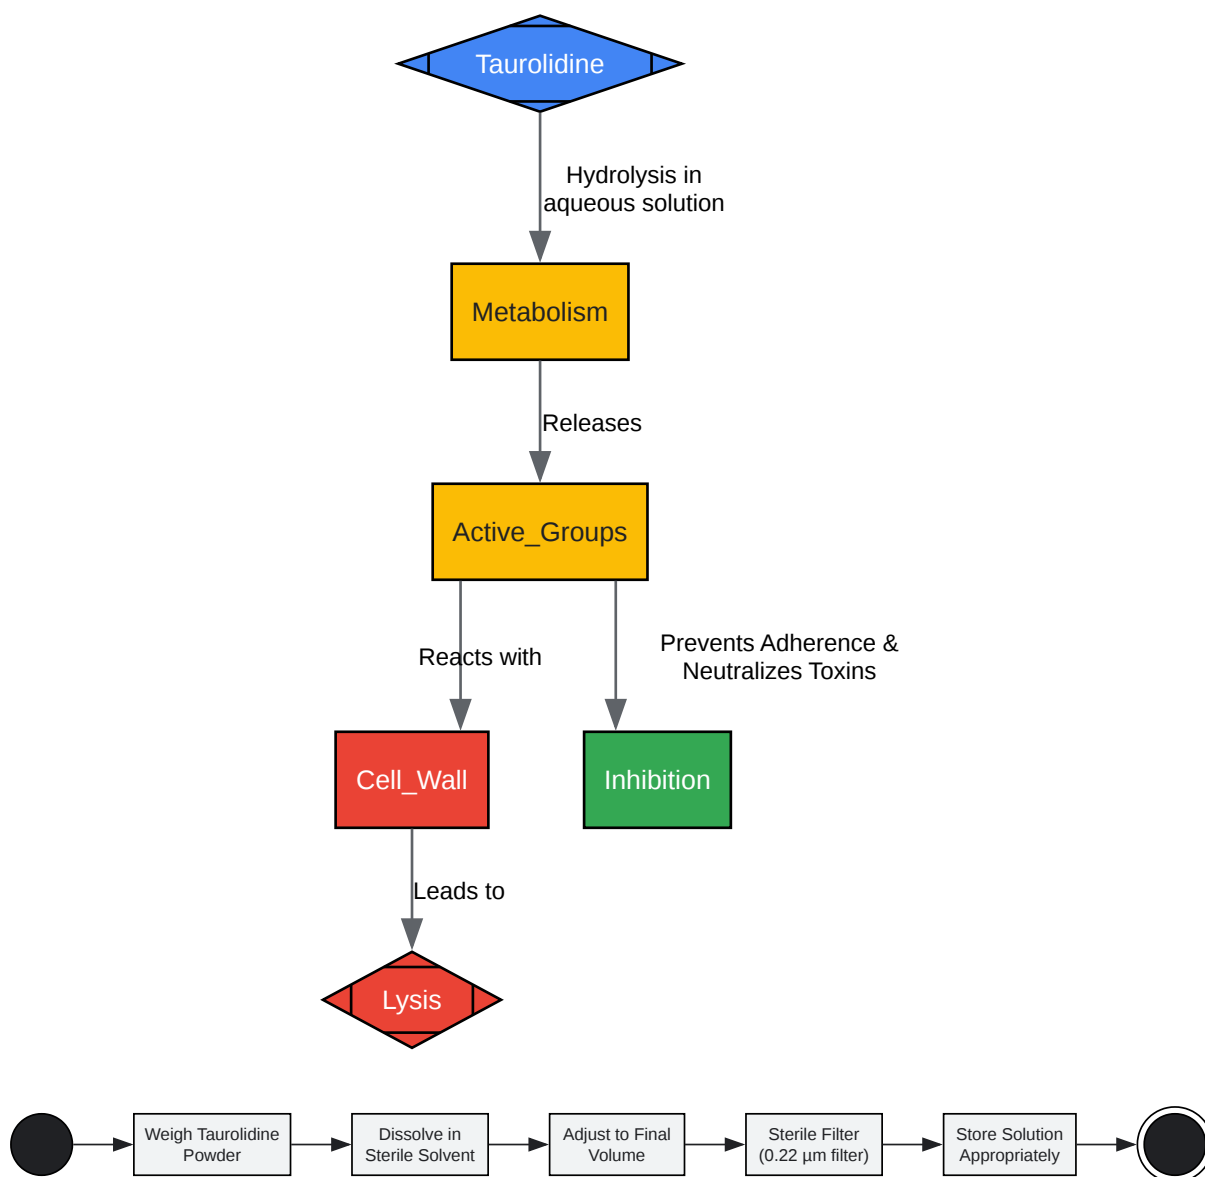 Taurolidine
Hydrolysis in
aqueous solution
Metabolism
Releases
Active_Groups
Reacts with
Prevents Adherence &
Neutralizes Toxins
Cell_Wall
Inhibition
Leads to
Lysis
Weigh Taurolidine
Powder
Dissolve in
Sterile Solvent
Adjust to Final
Volume
Sterile Filter
(0.22 µm filter)
Store Solution
Appropriately